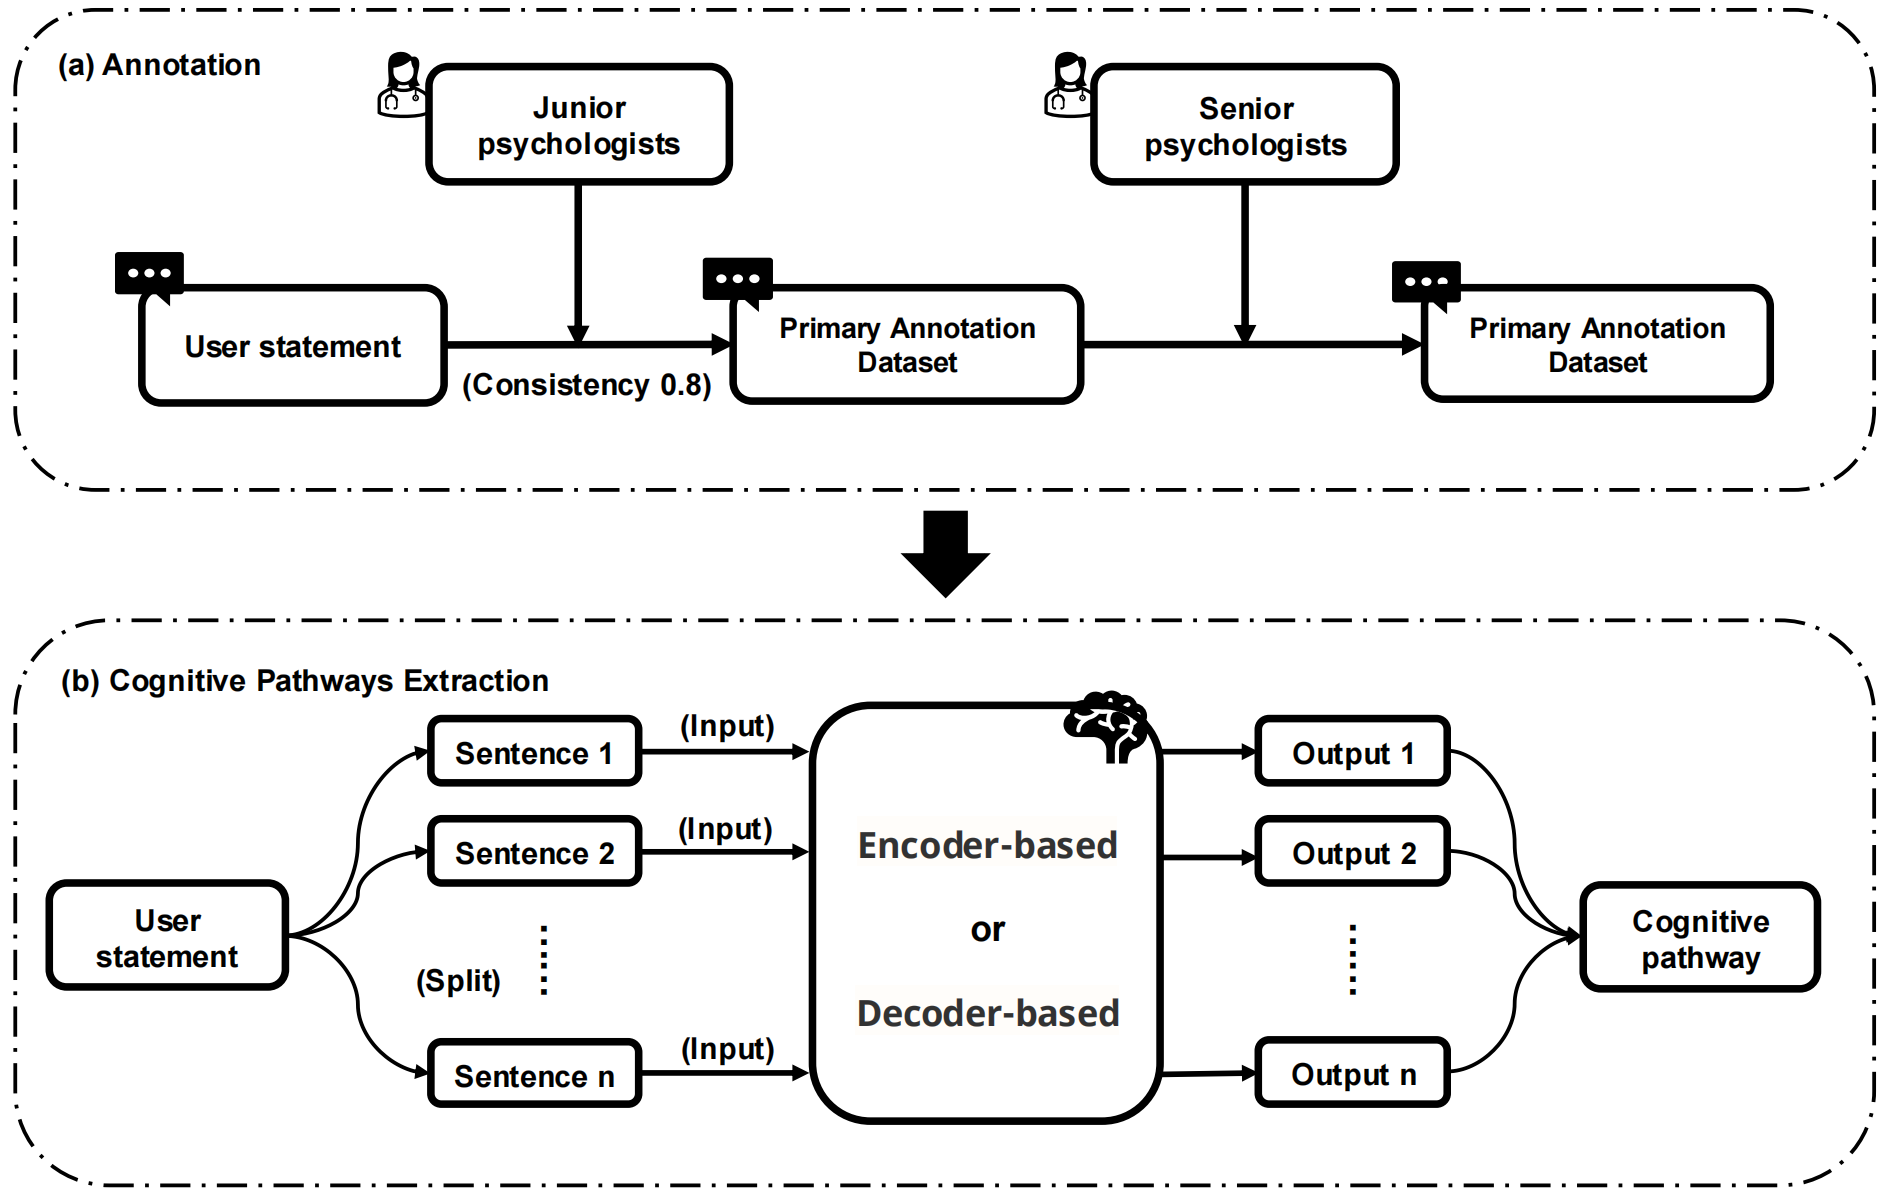 (a) Annotation
Junior
psychologists
Senior
psychologists
User statement
(Consistency 0.8)
Primary Annotation
Dataset
Primary Annotation
Dataset
(b) Cognitive Pathways Extraction
User
statement
(Split)
Sentence 1
(Input)
Sentence 2
(Input)
Sentence n
(Input)
Encoder-based
or
Decoder-based
Output 1
Output 2
Output n
Cognitive
pathway